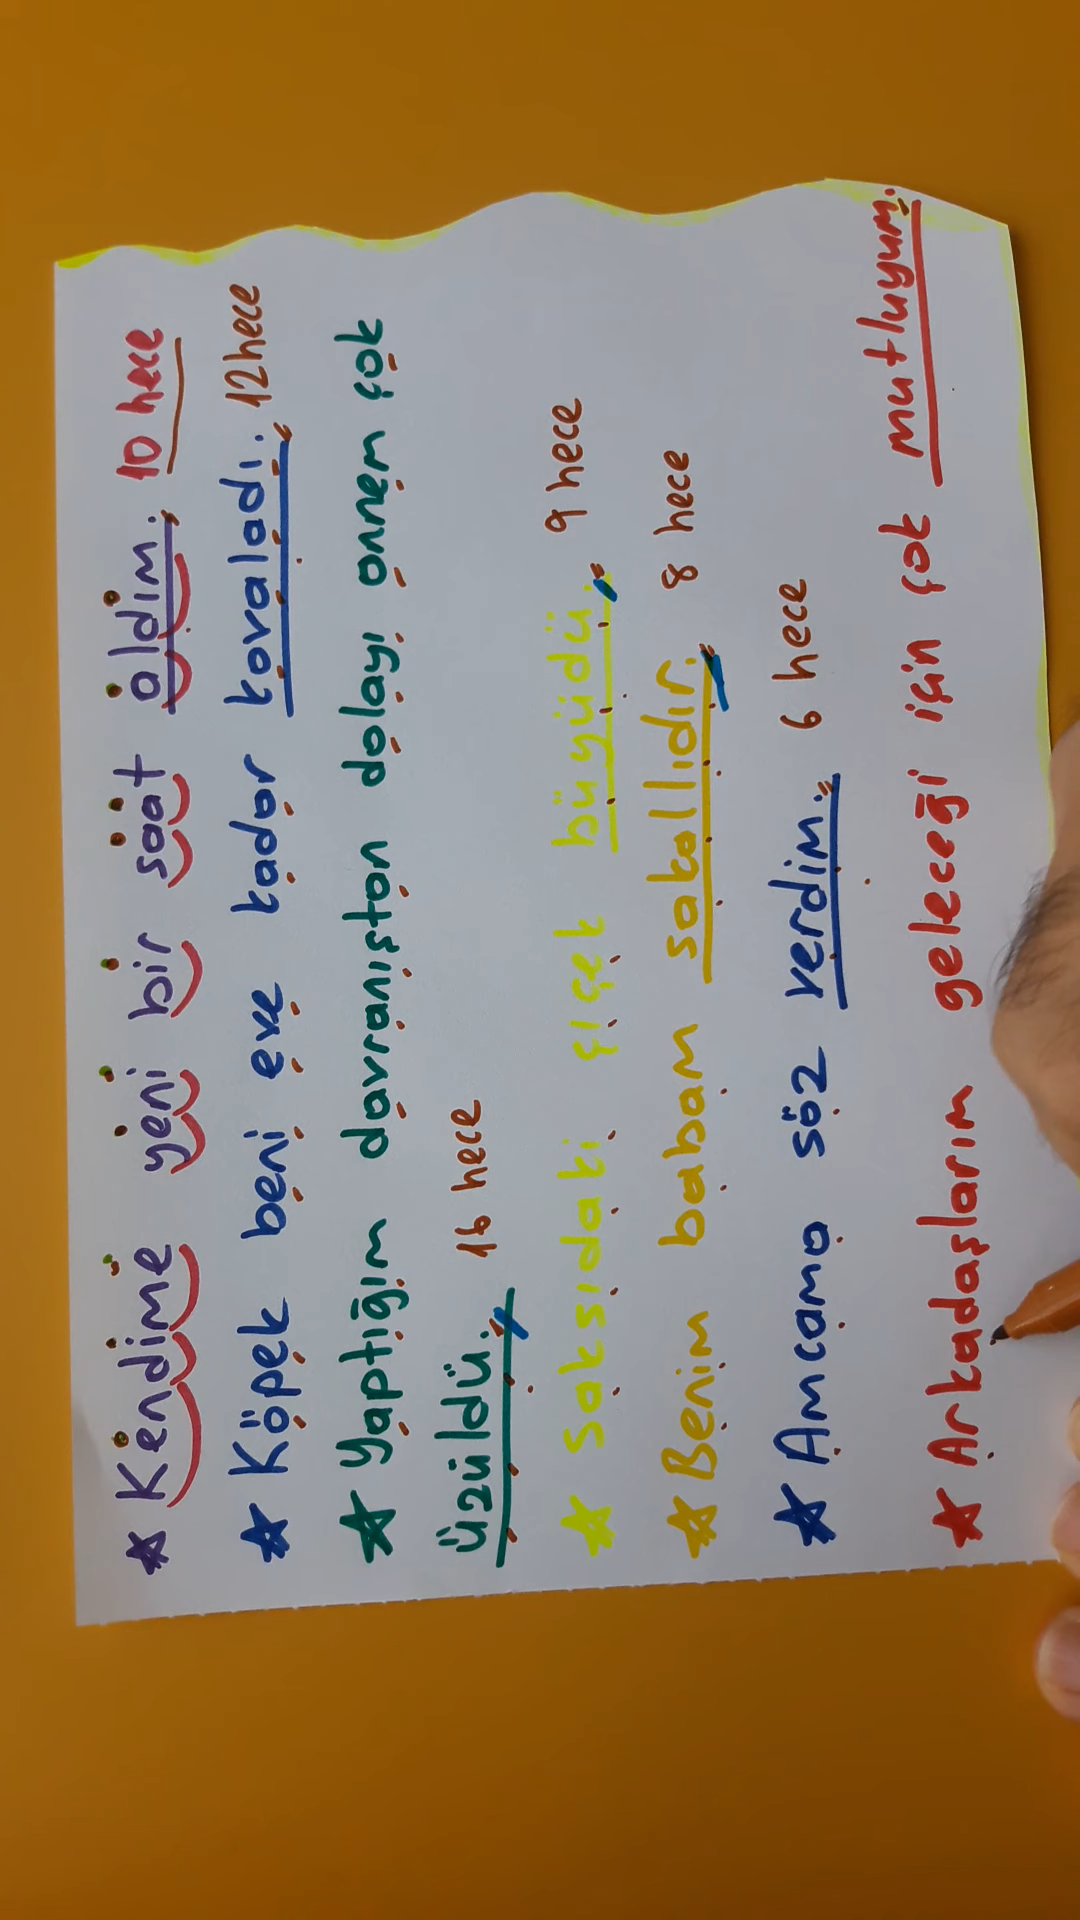 ☆ Kendime yeni bir saat aldım. 10 hece
☆ Köpek beni eve kadar kovaladı. 12 hece
☆ Yaptığım davranıştan dolayı annem çok
üzüldü. 16 hece
☆ Saksıdaki çiçek büyüdü. 9 hece
☆ Benim babam sakallıdır. 8 hece
☆ Amcama söz verdim. 6 hece
☆ Arkadaşlarım geleceği için çok mutluyum.